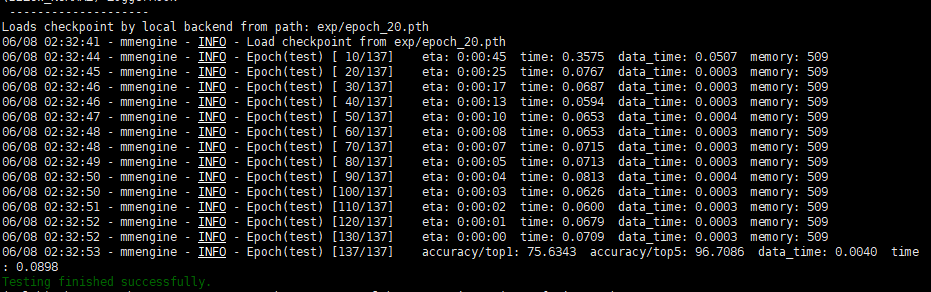 Loads checkpoint by local backend from path: exp/epoch_20.pth
06/08 02:32:41 - mmengine - INFO - Load checkpoint from exp/epoch_20.pth
06/08 02:32:44 - mmengine - INFO - Epoch(test) [ 10/137]    eta: 0:00:45  time: 0.3575  data_time: 0.0507  memory: 509
06/08 02:32:45 - mmengine - INFO - Epoch(test) [ 20/137]    eta: 0:00:25  time: 0.0767  data_time: 0.0003  memory: 509
06/08 02:32:46 - mmengine - INFO - Epoch(test) [ 30/137]    eta: 0:00:17  time: 0.0687  data_time: 0.0003  memory: 509
06/08 02:32:46 - mmengine - INFO - Epoch(test) [ 40/137]    eta: 0:00:13  time: 0.0594  data_time: 0.0003  memory: 509
06/08 02:32:47 - mmengine - INFO - Epoch(test) [ 50/137]    eta: 0:00:10  time: 0.0653  data_time: 0.0004  memory: 509
06/08 02:32:48 - mmengine - INFO - Epoch(test) [ 60/137]    eta: 0:00:08  time: 0.0653  data_time: 0.0003  memory: 509
06/08 02:32:48 - mmengine - INFO - Epoch(test) [ 70/137]    eta: 0:00:07  time: 0.0715  data_time: 0.0003  memory: 509
06/08 02:32:49 - mmengine - INFO - Epoch(test) [ 80/137]    eta: 0:00:05  time: 0.0713  data_time: 0.0003  memory: 509
06/08 02:32:50 - mmengine - INFO - Epoch(test) [ 90/137]    eta: 0:00:04  time: 0.0813  data_time: 0.0004  memory: 509
06/08 02:32:50 - mmengine - INFO - Epoch(test) [100/137]    eta: 0:00:03  time: 0.0626  data_time: 0.0003  memory: 509
06/08 02:32:51 - mmengine - INFO - Epoch(test) [110/137]    eta: 0:00:02  time: 0.0600  data_time: 0.0003  memory: 509
06/08 02:32:52 - mmengine - INFO - Epoch(test) [120/137]    eta: 0:00:01  time: 0.0679  data_time: 0.0003  memory: 509
06/08 02:32:52 - mmengine - INFO - Epoch(test) [130/137]    eta: 0:00:00  time: 0.0709  data_time: 0.0003  memory: 509
06/08 02:32:53 - mmengine - INFO - Epoch(test) [137/137]    accuracy/top1: 75.6343  accuracy/top5: 96.7086  data_time: 0.0040  time
: 0.0898
Testing finished successfully.